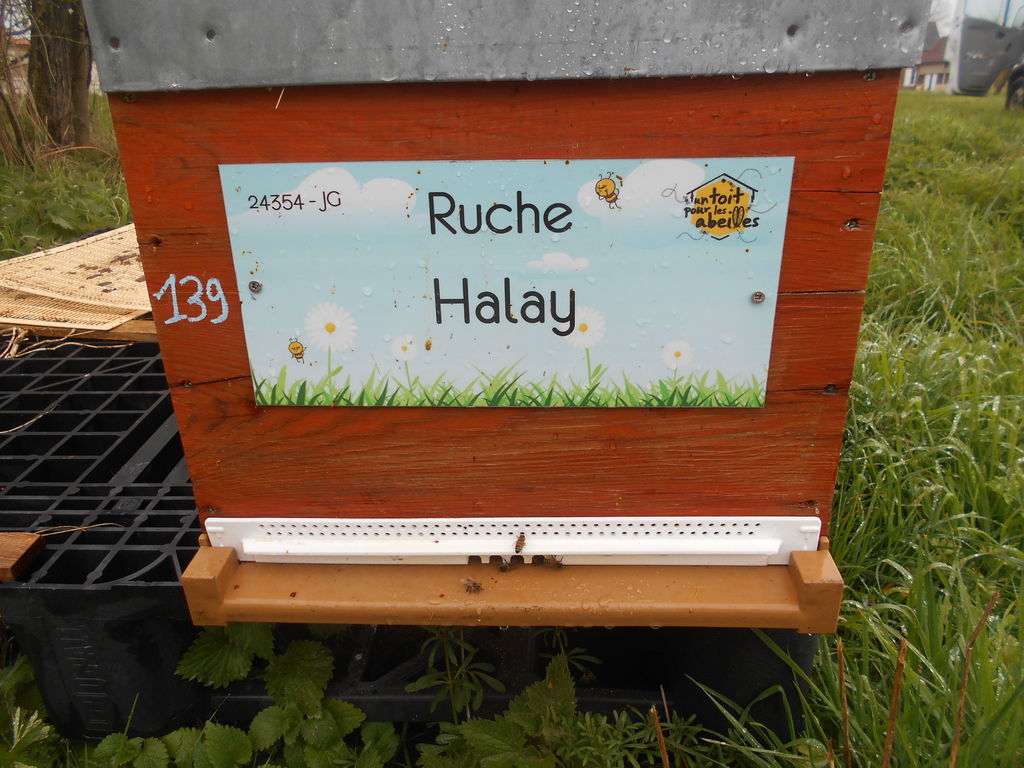 24354-JG
Ruche
Halay
un toit
pour les
abeilles
139